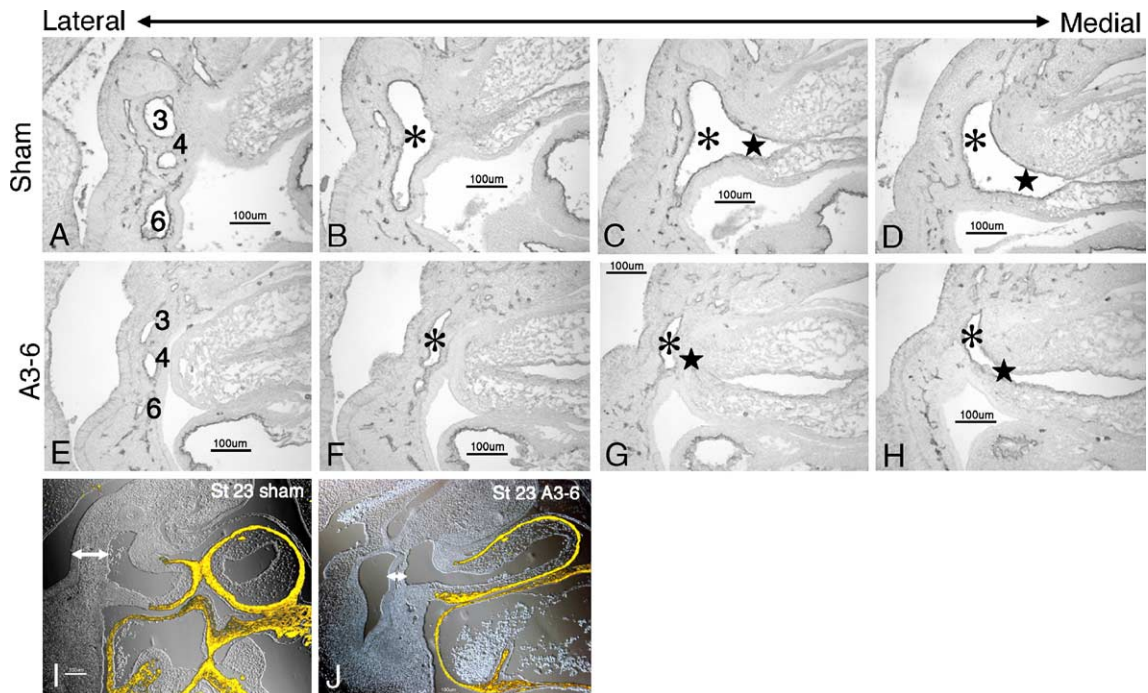 Lateral Medial
Sham
3
4
6
100um
A
*
100um
B
*
★
100um
C
*
★
100um
D
A3-6
3
4
6
100um
E
*
100um
F
100um
*
★
G
*
★
100um
H
St 23 sham
I
St 23 A3-6
J